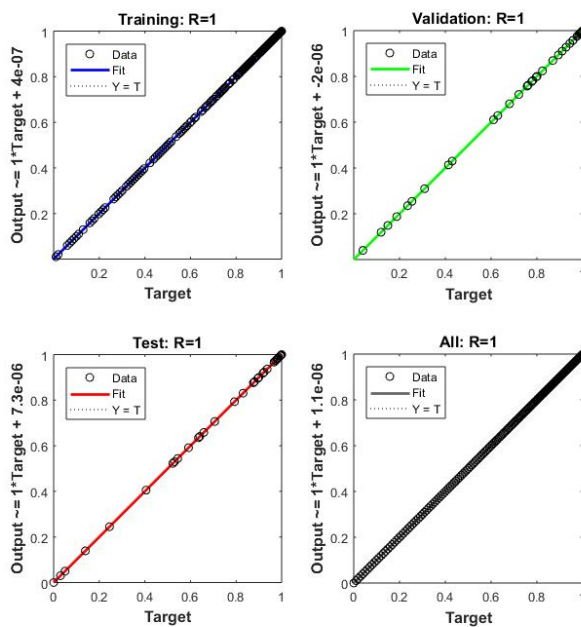 Training: R=1
Output ~= 1*Target + 4e-07
Data
Fit
Y = T
1
0.8
0.6
0.4
0.2
0.2 0.4 0.6 0.8 1
Target
Validation: R=1
Output ~= 1*Target + -2e-06
Data
Fit
Y = T
1
0.8
0.6
0.4
0.2
0.2 0.4 0.6 0.8 1
Target
Test: R=1
Output ~= 1*Target + 7.3e-06
Data
Fit
Y = T
1
0.8
0.6
0.4
0.2
0
0 0.2 0.4 0.6 0.8 1
Target
All: R=1
Output ~= 1*Target + 1.1e-06
Data
Fit
Y = T
1
0.8
0.6
0.4
0.2
0
0 0.2 0.4 0.6 0.8 1
Target